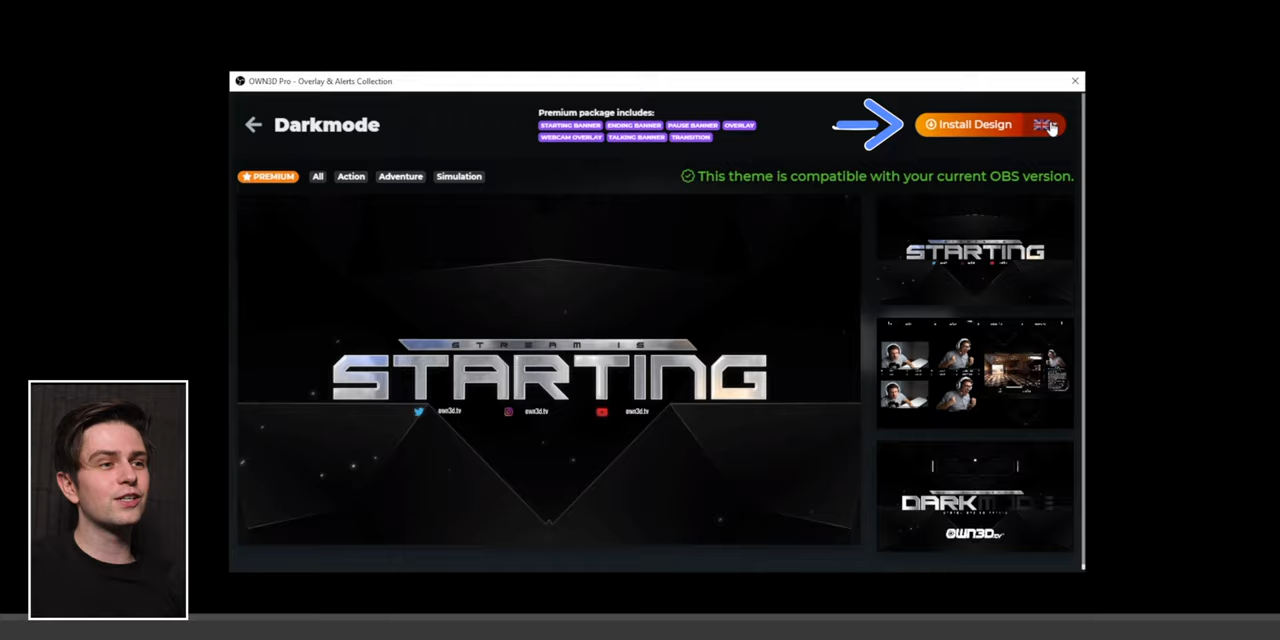 OWN3D Pro - Overlay & Alerts Collection
Darkmode
Premium package includes:
STARTING BANNER ENDING BANNER PAUSE BANNER OVERLAY
WEBCAM OVERLAY TALKING BANNER TRANSITION
Install Design
PREMIUM All Action Adventure Simulation
This theme is compatible with your current OBS version.
STREAM IS
STARTING
own3d.tv own3d.tv own3d.tv
STARTING
DARKMODE
OWN3D.tv